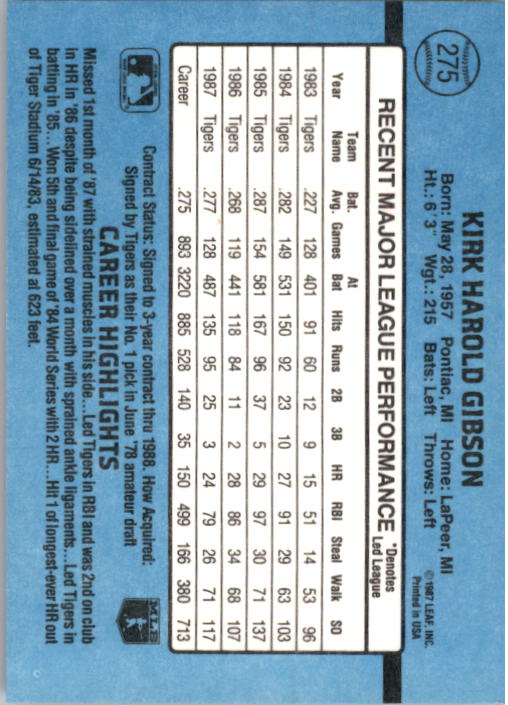 275
KIRK HAROLD GIBSON
© 1987 LEAF, INC.
Printed in USA
Born: May 28, 1957 Pontiac, MI Home: LaPeer, MI
Ht.: 6' 3" Wgt.: 215 Bats: Left Throws: Left
RECENT MAJOR LEAGUE PERFORMANCE *Denotes Led League
Year Team Name Bat. Avg. Games At Bat Hits Runs 2B 3B HR RBI Steal Walk SO
1983 Tigers .227 128 401 91 60 12 9 15 51 14 53 96
1984 Tigers .282 149 531 150 92 23 10 27 91 29 63 103
1985 Tigers .287 154 581 167 96 37 5 29 97 30 71 137
1986 Tigers .268 119 441 118 84 11 2 28 86 34 68 107
1987 Tigers .277 128 487 135 95 25 3 24 79 26 71 117
Career .275 893 3220 885 528 140 35 150 499 166 380 713
Contract Status: Signed to 3-year contract thru 1988. How Acquired:
Signed by Tigers as their No. 1 pick in June '78 amateur draft
MLB
CAREER HIGHLIGHTS
Missed 1st month of '87 with strained muscles in his side...Led Tigers in RBI and was 2nd on club
in HR in '86 despite being sidelined over a month with sprained ankle ligaments...Led Tigers in
batting in '85...Won 5th and final game of '84 World Series with 2 HR...Hit 1 of longest-ever HR out
of Tiger Stadium 6/14/83, estimated at 623 feet.